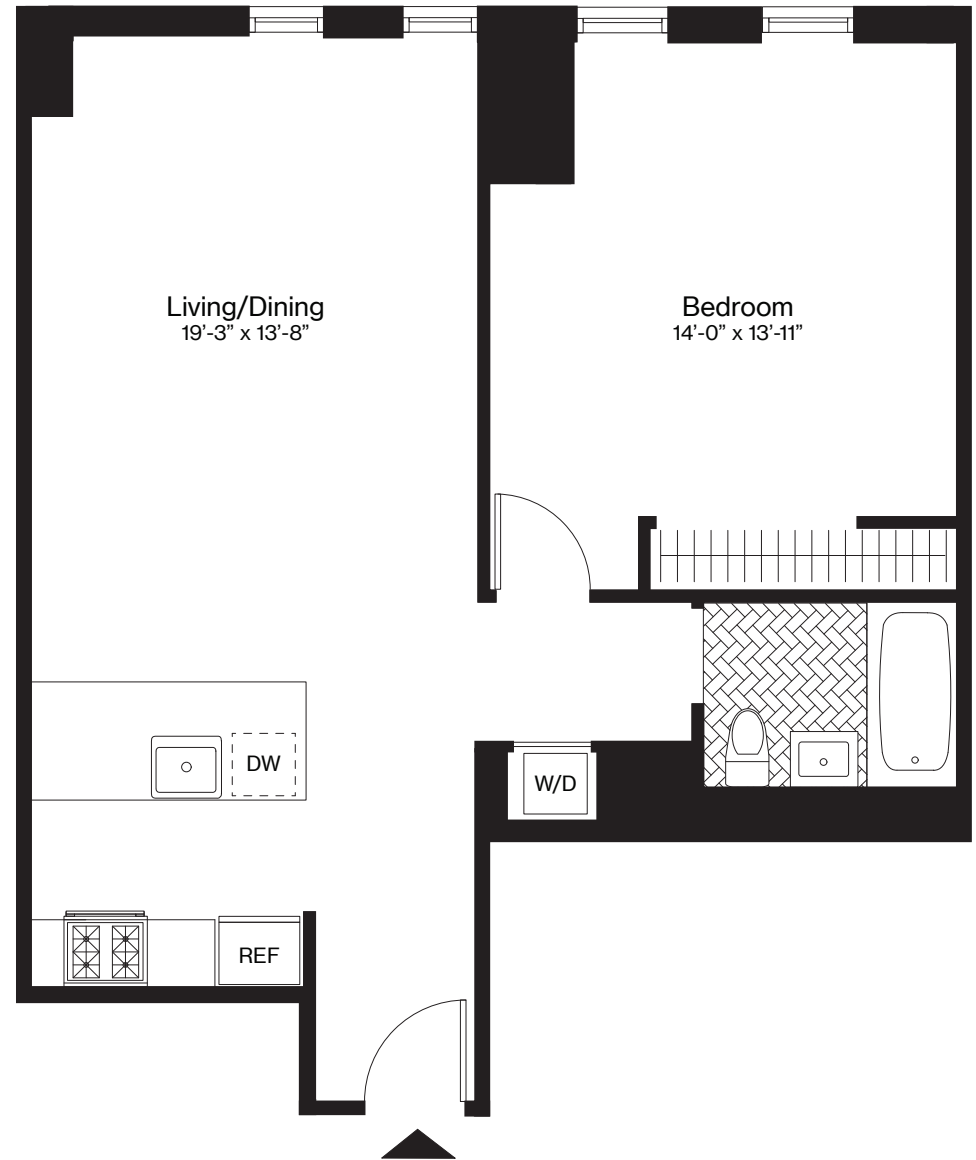 Living/Dining
19’-3” x 13’-8”
Bedroom
14’-0” x 13’-11”
DW
W/D
REF